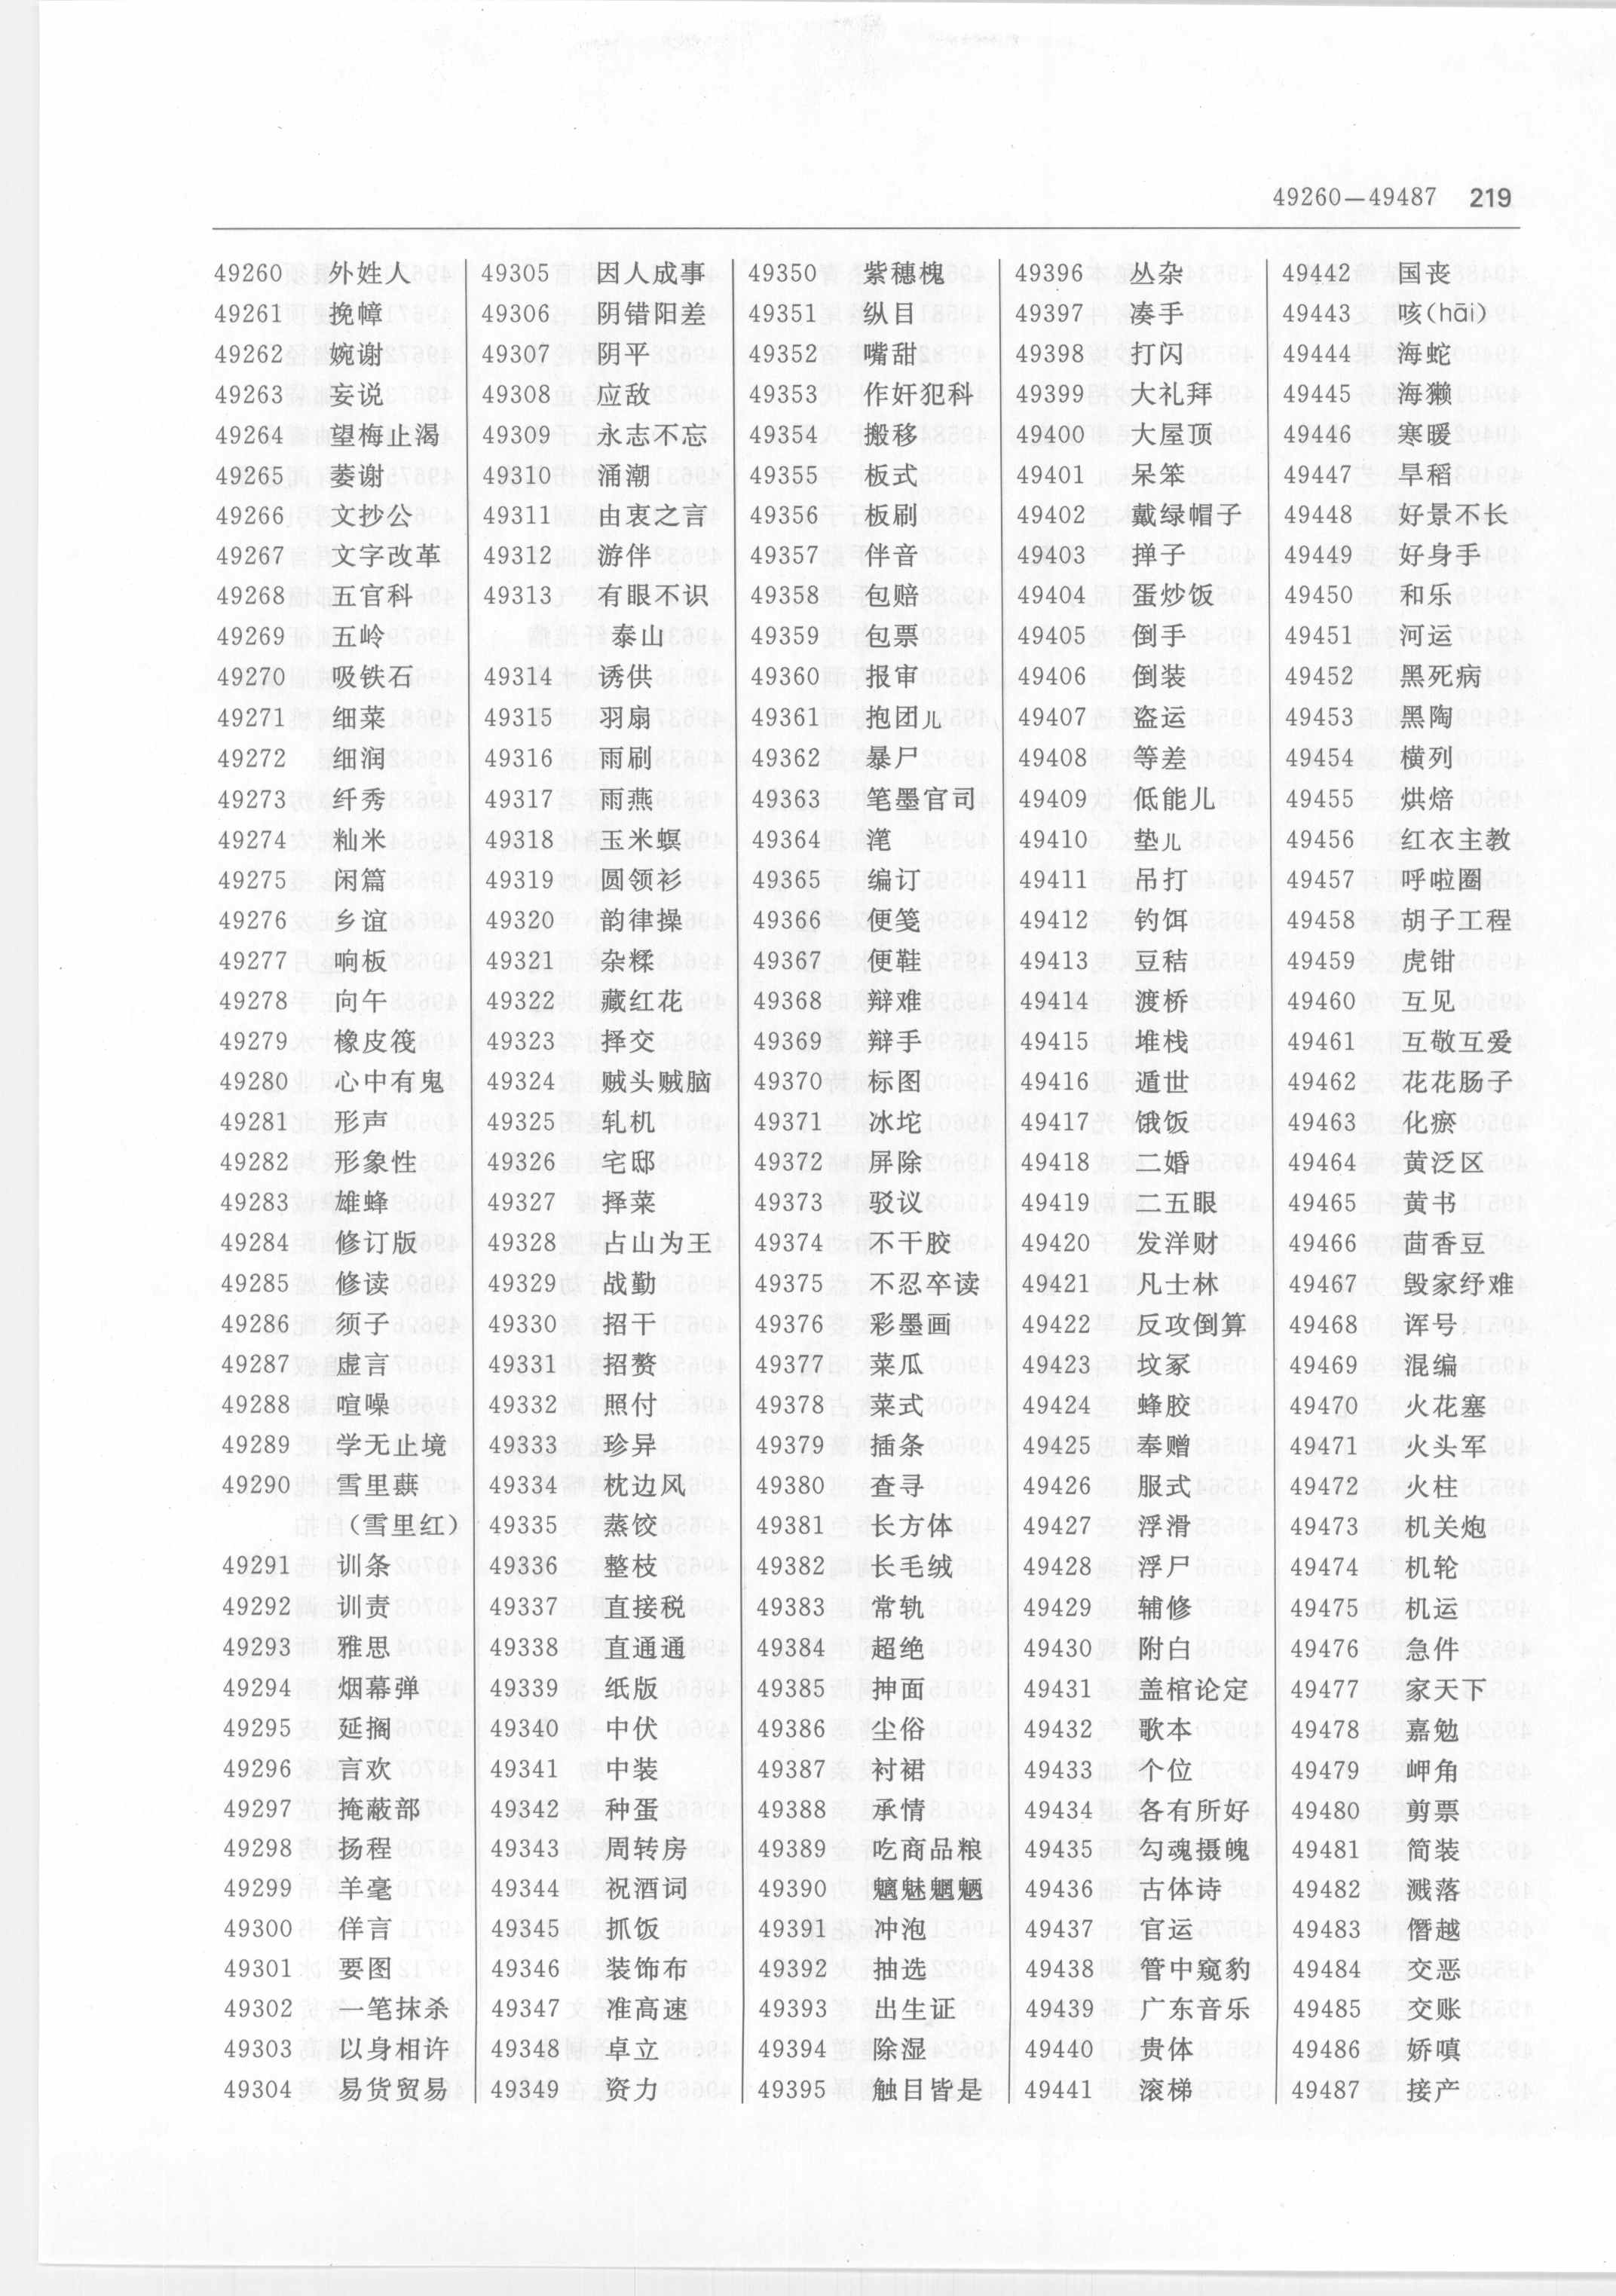 49260—49487 219
49260 外姓人
49261 挽幛
49262 婉谢
49263 妄说
49264 望梅止渴
49265 萎谢
49266 文抄公
49267 文字改革
49268 五官科
49269 五岭
49270 吸铁石
49271 细菜
49272 细润
49273 纤秀
49274 籼米
49275 闲篇
49276 乡谊
49277 响板
49278 向午
49279 橡皮筏
49280 心中有鬼
49281 形声
49282 形象性
49283 雄蜂
49284 修订版
49285 修读
49286 须子
49287 虚言
49288 喧噪
49289 学无止境
49290 雪里蕻
(雪里红)
49291 训条
49292 训责
49293 雅思
49294 烟幕弹
49295 延搁
49296 言欢
49297 掩蔽部
49298 扬程
49299 羊毫
49300 佯言
49301 要图
49302 一笔抹杀
49303 以身相许
49304 易货贸易
49305 因人成事
49306 阴错阳差
49307 阴平
49308 应敌
49309 永志不忘
49310 涌潮
49311 由衷之言
49312 游伴
49313 有眼不识
泰山
49314 诱供
49315 羽扇
49316 雨刷
49317 雨燕
49318 玉米螟
49319 圆领衫
49320 韵律操
49321 杂糅
49322 藏红花
49323 择交
49324 贼头贼脑
49325 轧机
49326 宅邸
49327 择菜
49328 占山为王
49329 战勤
49330 招干
49331 招赘
49332 照付
49333 珍异
49334 枕边风
49335 蒸饺
49336 整枝
49337 直接税
49338 直通通
49339 纸版
49340 中伏
49341 中装
49342 种蛋
49343 周转房
49344 祝酒词
49345 抓饭
49346 装饰布
49347 准高速
49348 卓立
49349 资力
49350 紫穗槐
49351 纵目
49352 嘴甜
49353 作奸犯科
49354 搬移
49355 板式
49356 板刷
49357 伴音
49358 包赔
49359 包票
49360 报审
49361 抱团儿
49362 暴尸
49363 笔墨官司
49364 滗
49365 编订
49366 便笺
49367 便鞋
49368 辩难
49369 辩手
49370 标图
49371 冰坨
49372 屏除
49373 驳议
49374 不干胶
49375 不忍卒读
49376 彩墨画
49377 菜瓜
49378 菜式
49379 插条
49380 查寻
49381 长方体
49382 长毛绒
49383 常轨
49384 超绝
49385 抻面
49386 尘俗
49387 衬裙
49388 承情
49389 吃商品粮
49390 魑魅魍魉
49391 冲泡
49392 抽选
49393 出生证
49394 除湿
49395 触目皆是
49396 丛杂
49397 凑手
49398 打闪
49399 大礼拜
49400 大屋顶
49401 呆笨
49402 戴绿帽子
49403 掸子
49404 蛋炒饭
49405 倒手
49406 倒装
49407 盗运
49408 等差
49409 低能儿
49410 垫儿
49411 吊打
49412 钓饵
49413 豆秸
49414 渡桥
49415 堆栈
49416 遁世
49417 饿饭
49418 二婚
49419 二五眼
49420 发洋财
49421 凡士林
49422 反攻倒算
49423 坟冢
49424 蜂胶
49425 奉赠
49426 服式
49427 浮滑
49428 浮尸
49429 辅修
49430 附白
49431 盖棺论定
49432 歌本
49433 个位
49434 各有所好
49435 勾魂摄魄
49436 古体诗
49437 官运
49438 管中窥豹
49439 广东音乐
49440 贵体
49441 滚梯
49442 国丧
49443 咳(hāi)
49444 海蛇
49445 海獭
49446 寒暖
49447 旱稻
49448 好景不长
49449 好身手
49450 和乐
49451 河运
49452 黑死病
49453 黑陶
49454 横列
49455 烘焙
49456 红衣主教
49457 呼啦圈
49458 胡子工程
49459 虎钳
49460 互见
49461 互敬互爱
49462 花花肠子
49463 化瘀
49464 黄泛区
49465 黄书
49466 茴香豆
49467 毁家纾难
49468 诨号
49469 混编
49470 火花塞
49471 火头军
49472 火柱
49473 机关炮
49474 机轮
49475 机运
49476 急件
49477 家天下
49478 嘉勉
49479 岬角
49480 剪票
49481 简装
49482 溅落
49483 僭越
49484 交恶
49485 交账
49486 娇嗔
49487 接产